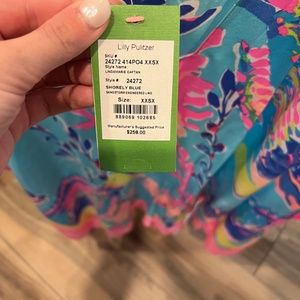 Lilly Pulitzer
SKU #
24272 414PO4 XXSX
Style Name:
LINDAMARIE CAFTAN
Style # 24272
SHORELY BLUE
Size: XXSX
889069 102685
Manufacturer's Suggested Price
$258.00